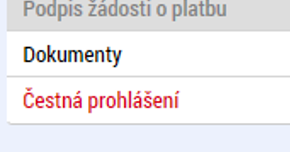 Podpis žádosti o platbu
Dokumenty
Čestná prohlášení